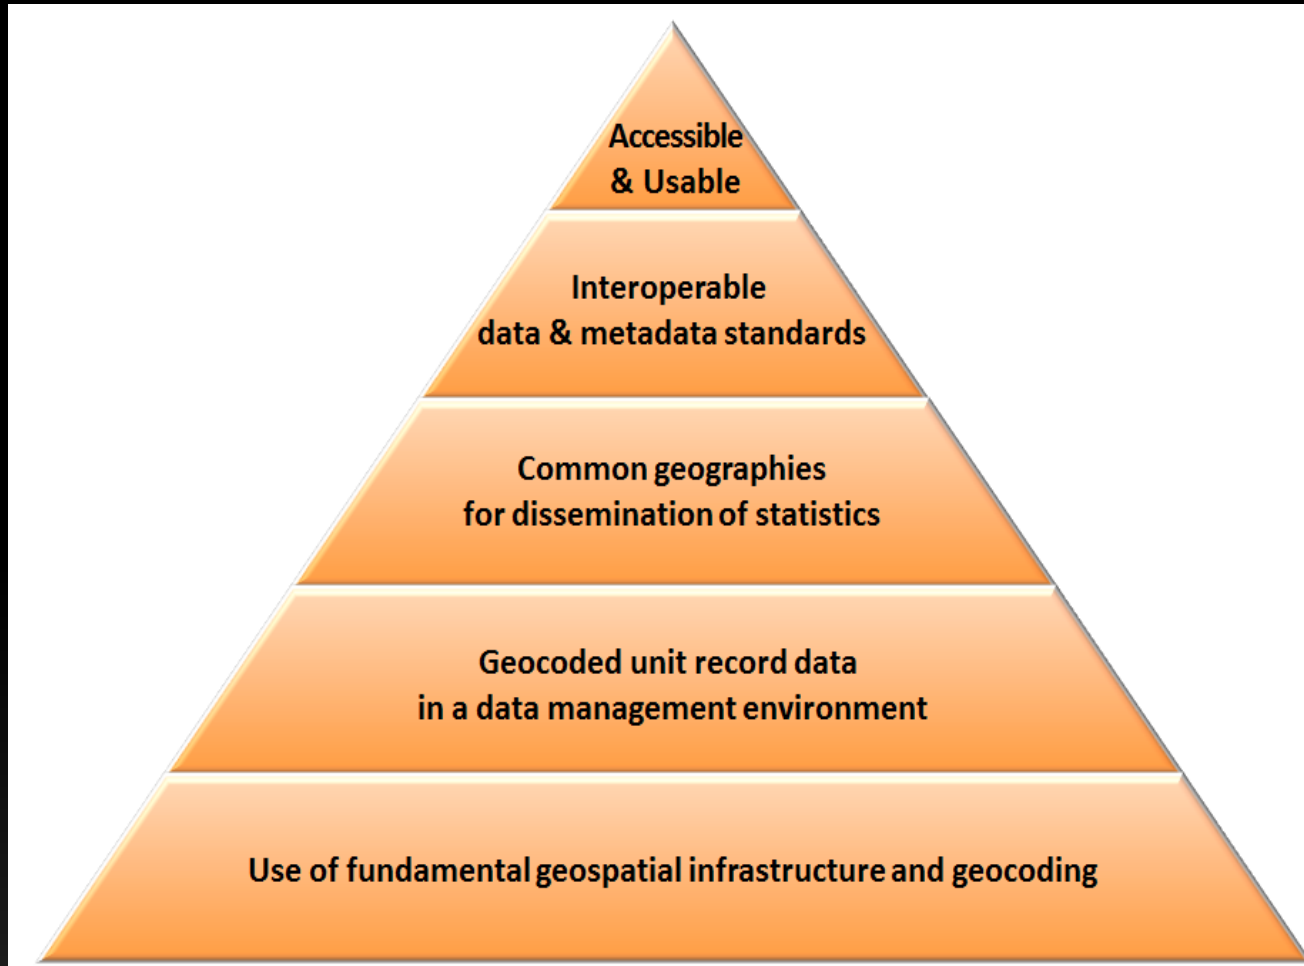 Accessible
& Usable
Interoperable
data & metadata standards
Common geographies
for dissemination of statistics
Geocoded unit record data
in a data management environment
Use of fundamental geospatial infrastructure and geocoding